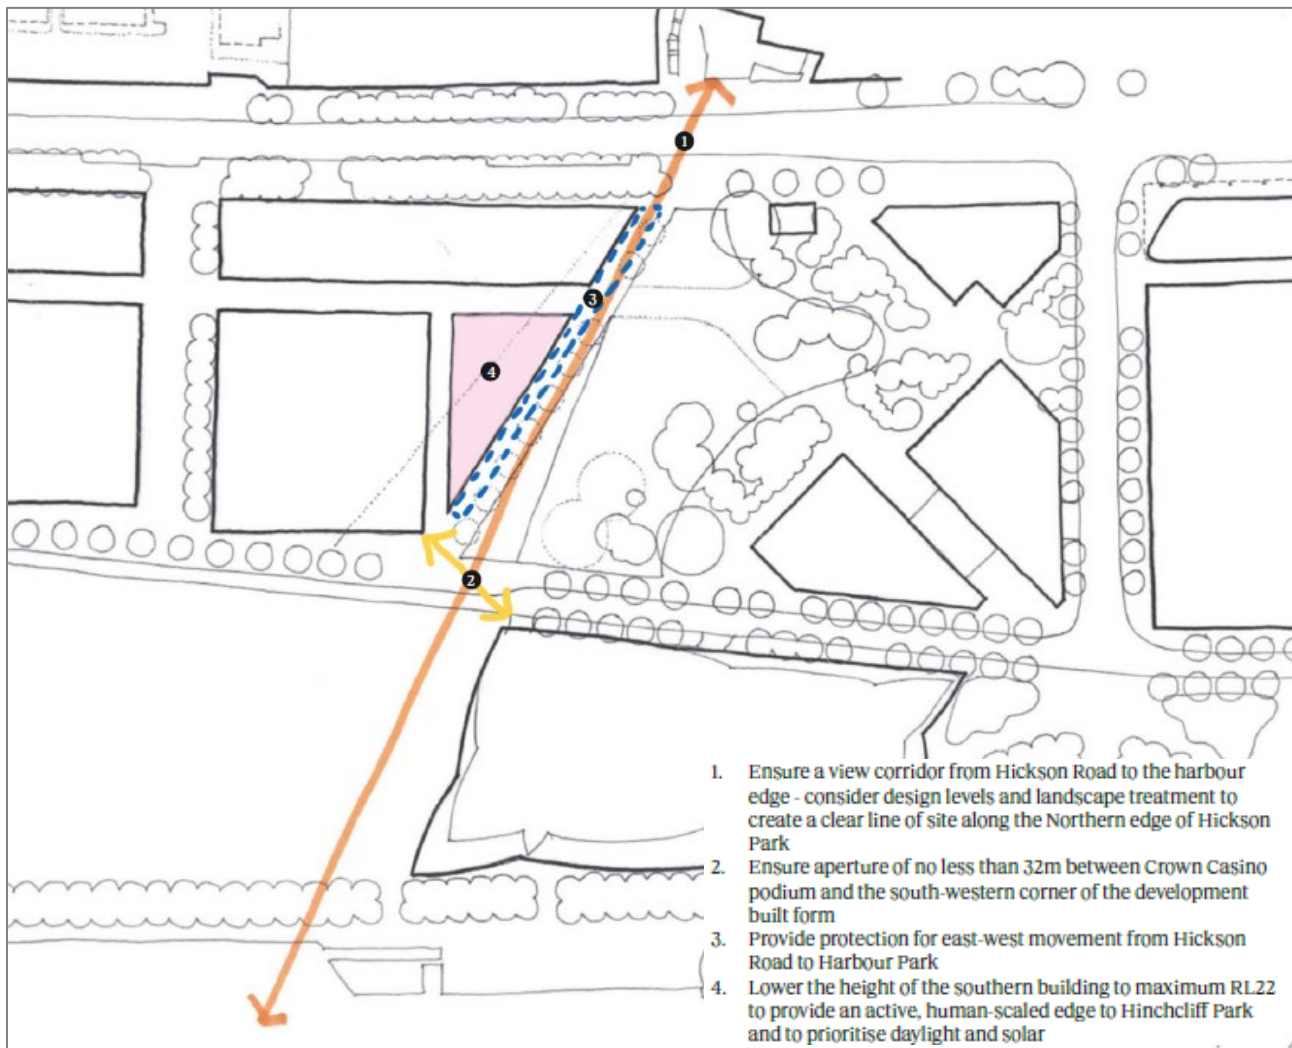 1
3
4
2
1. Ensure a view corridor from Hickson Road to the harbour
edge - consider design levels and landscape treatment to
create a clear line of site along the Northern edge of Hickson
Park
2. Ensure aperture of no less than 32m between Crown Casino
podium and the south-western corner of the development
built form
3. Provide protection for east-west movement from Hickson
Road to Harbour Park
4. Lower the height of the southern building to maximum RL22
to provide an active, human-scaled edge to Hinchcliff Park
and to prioritise daylight and solar